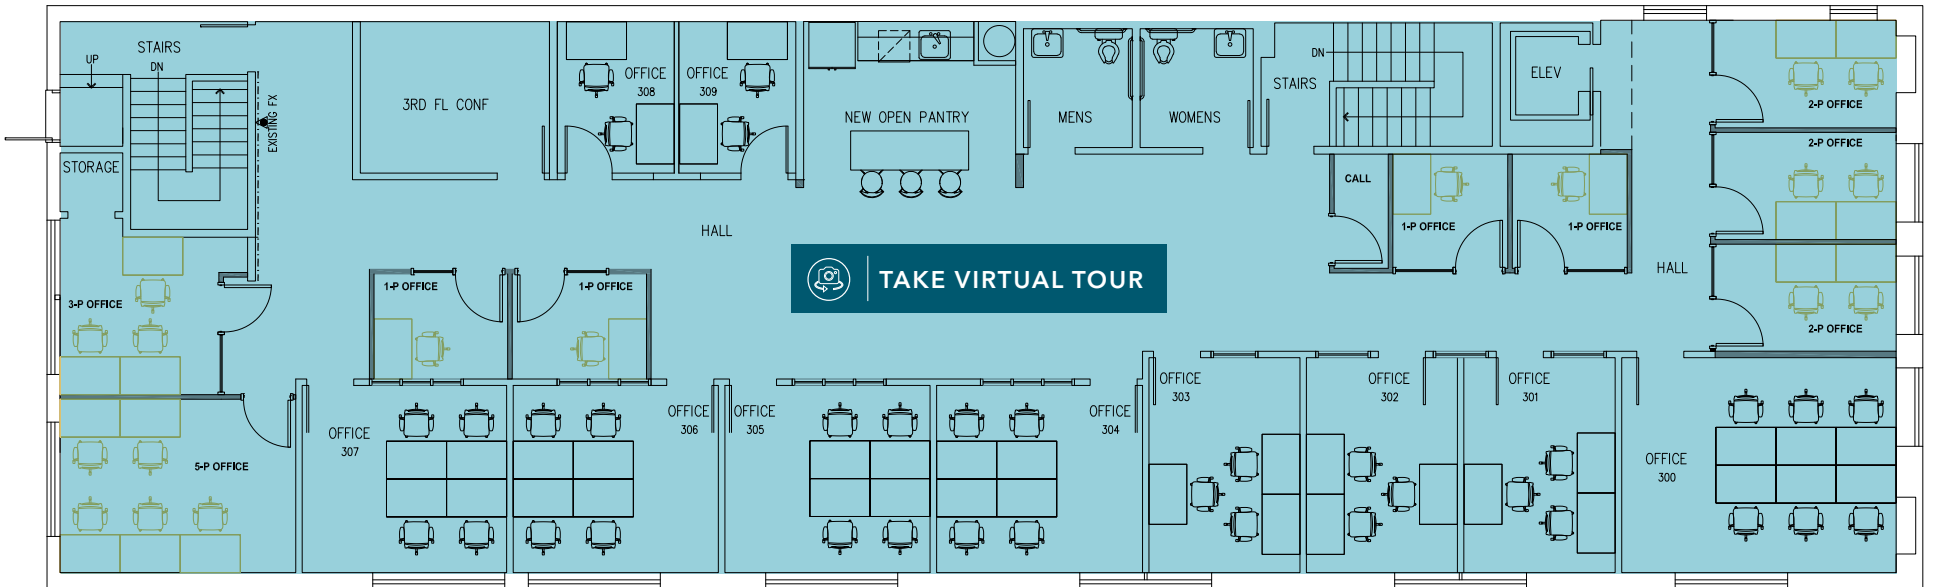 STAIRS
UP
DN
EXISTING FX
STORAGE
3RD FL CONF
OFFICE
308
OFFICE
309
NEW OPEN PANTRY
MENS
WOMENS
STAIRS
DN
ELEV
2-P OFFICE
2-P OFFICE
2-P OFFICE
CALL
1-P OFFICE
1-P OFFICE
HALL
HALL
TAKE VIRTUAL TOUR
3-P OFFICE
1-P OFFICE
1-P OFFICE
5-P OFFICE
OFFICE
307
OFFICE
306
OFFICE
305
OFFICE
304
OFFICE
303
OFFICE
302
OFFICE
301
OFFICE
300